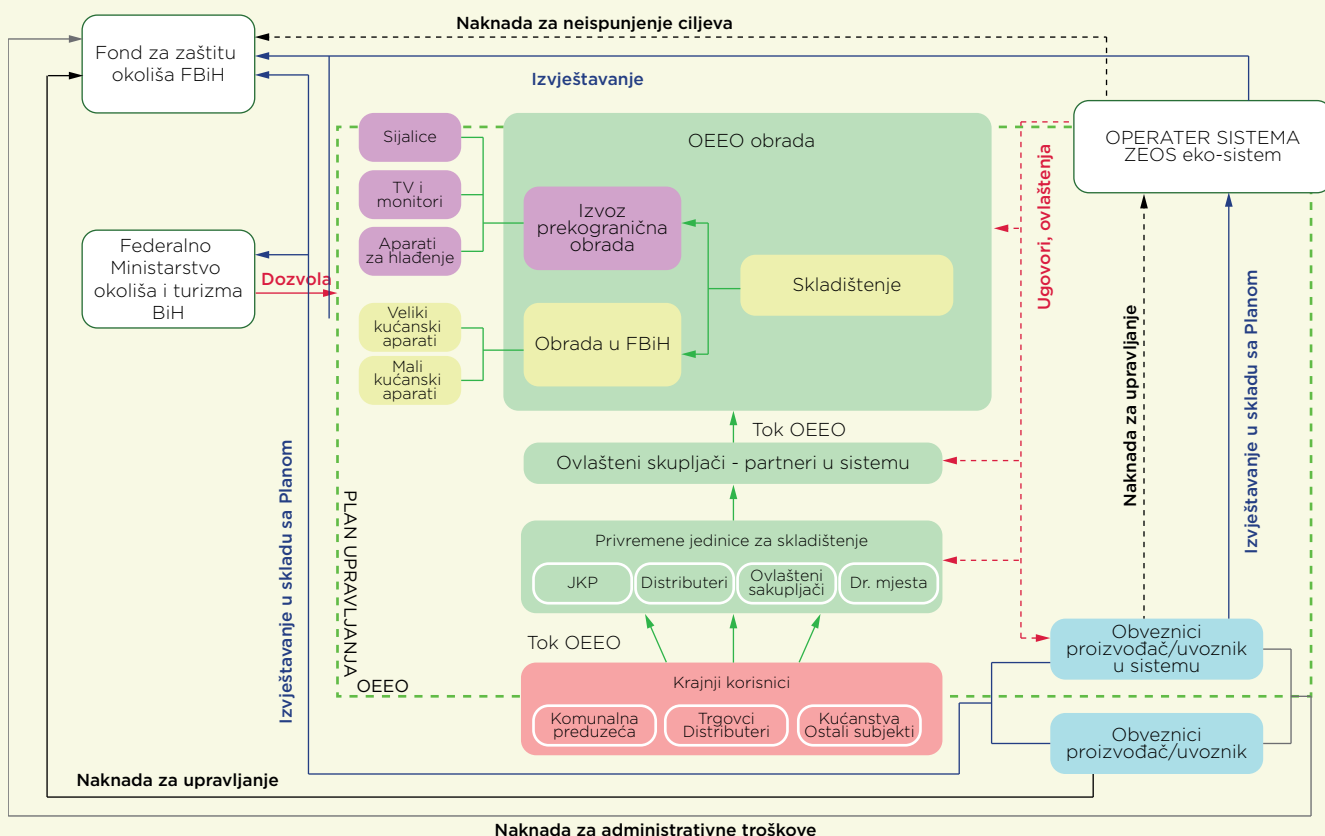 Naknada za neispunjenje ciljeva
Fond za zaštitu
okoliša FBiH
Izvještavanje
OPERATER SISTEMA
ZEOS eko-sistem
Sijalice
TV i
monitori
Aparati
za hlađenje
OEEO obrada
Izvoz
prekogranična
obrada
Skladištenje
Ugovori, ovlaštenja
Federalno
Ministarstvo
okoliša i turizma
BiH
Dozvola
Veliki
kućanski
aparati
Mali
kućanski
aparati
Obrada u FBiH
Tok OEEO
Ovlašteni skupljači - partneri u sistemu
Naknada za upravljanje
Izvještavanje u skladu sa Planom
Izvještavanje u skladu sa Planom
PLAN UPRAVLJANJA
OEEO
Privremene jedinice za skladištenje
JKP
Distributeri
Ovlašteni
sakupljači
Dr. mjesta
Tok OEEO
Krajnji korisnici
Komunalna
preduzeća
Trgovci
Distributeri
Kućanstva
Ostali subjekti
Obveznici
proizvođač/uvoznik
u sistemu
Obveznici
proizvođač/uvoznik
Naknada za upravljanje
Naknada za administrativne troškove